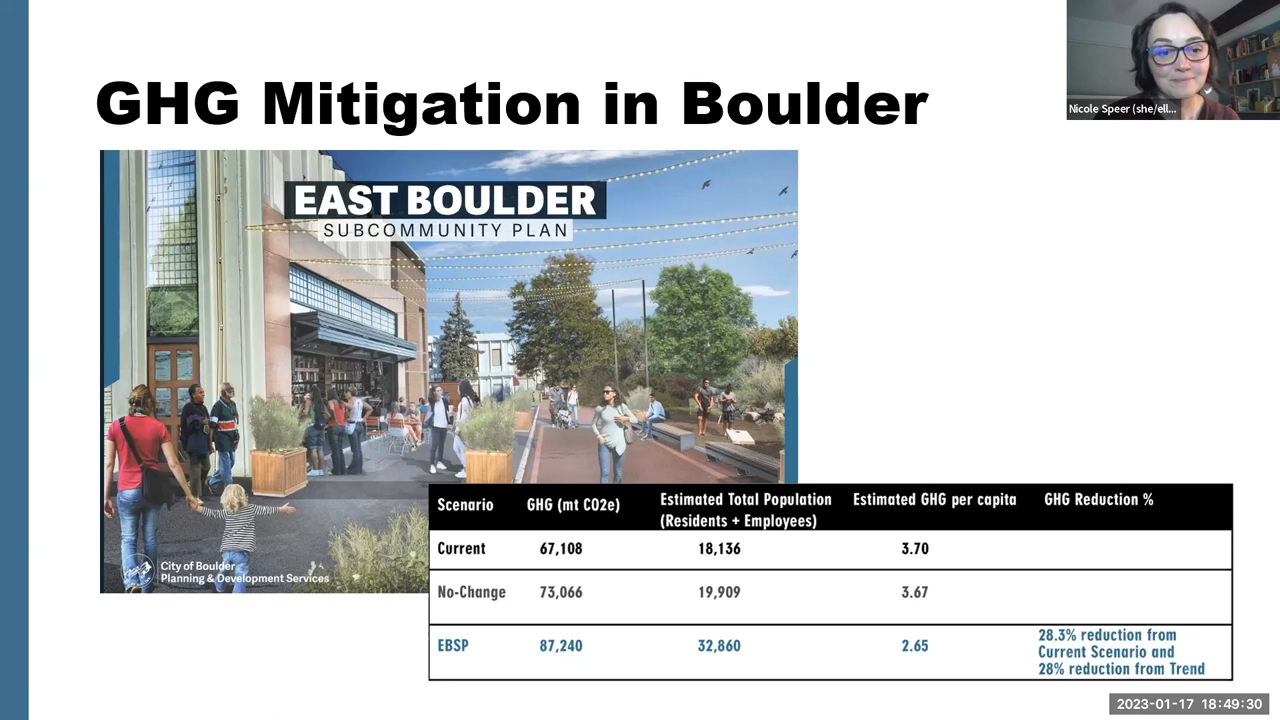 GHG Mitigation in Boulder
Nicole Speer (she/ell...
EAST BOULDER
SUBCOMMUNITY PLAN
City of Boulder
Planning & Development Services
Scenario GHG (mt CO2e) Estimated Total Population (Residents + Employees) Estimated GHG per capita GHG Reduction %
Current 67,108 18,136 3.70
No-Change 73,066 19,909 3.67
EBSP 87,240 32,860 2.65 28.3% reduction from
Current Scenario and
28% reduction from Trend
2023-01-17 18:49:30